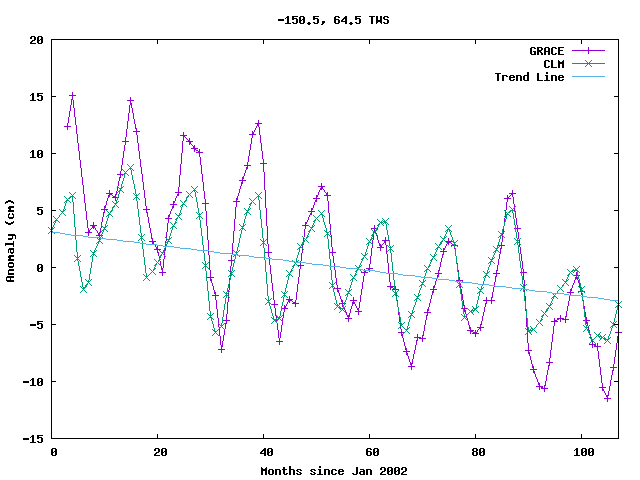 -150.5, 64.5 TWS
GRACE
CLM
Trend Line
20
15
10
5
0
-5
-10
-15
Anomaly (cm)
0 20 40 60 80 100
Months since Jan 2002